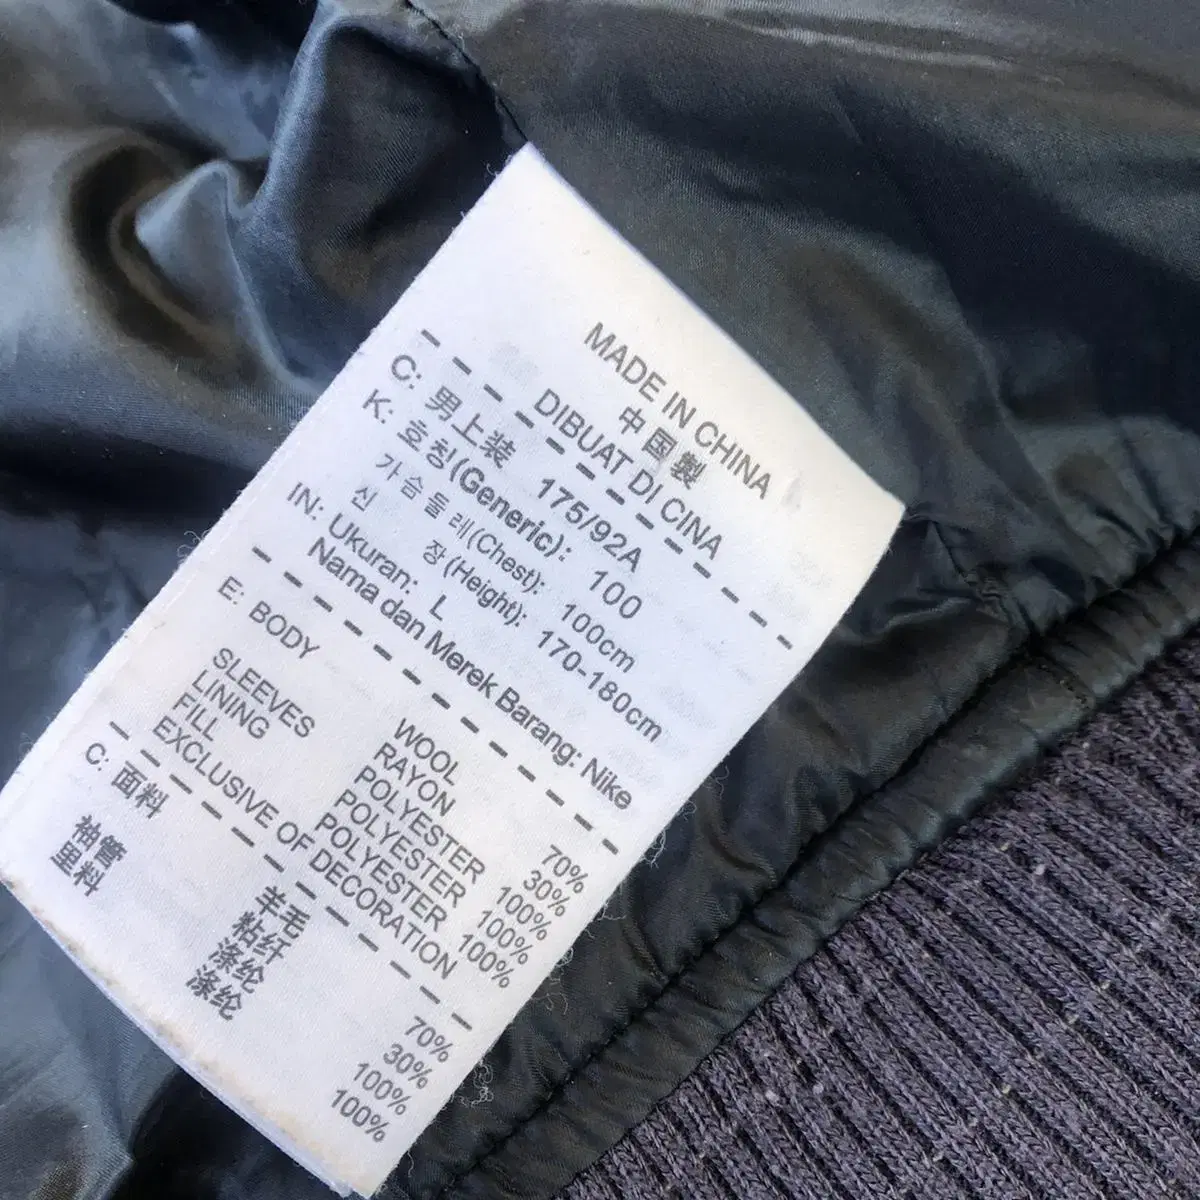 MADE IN CHINA
中国製
DIBUAT DI CINA
C: 男上装 175/92A
K: 호칭(Generic): 100
가슴둘레(Chest): 100cm
신 장(Height): 170-180cm
IN: Ukuran: L
Nama dan Merek Barang: Nike
E: BODY WOOL 70%
RAYON 30%
SLEEVES POLYESTER 100%
LINING POLYESTER 100%
FILL POLYESTER 100%
EXCLUSIVE OF DECORATION
C: 面料 羊毛 70%
粘纤 30%
袖管 涤纶 100%
里料 涤纶 100%